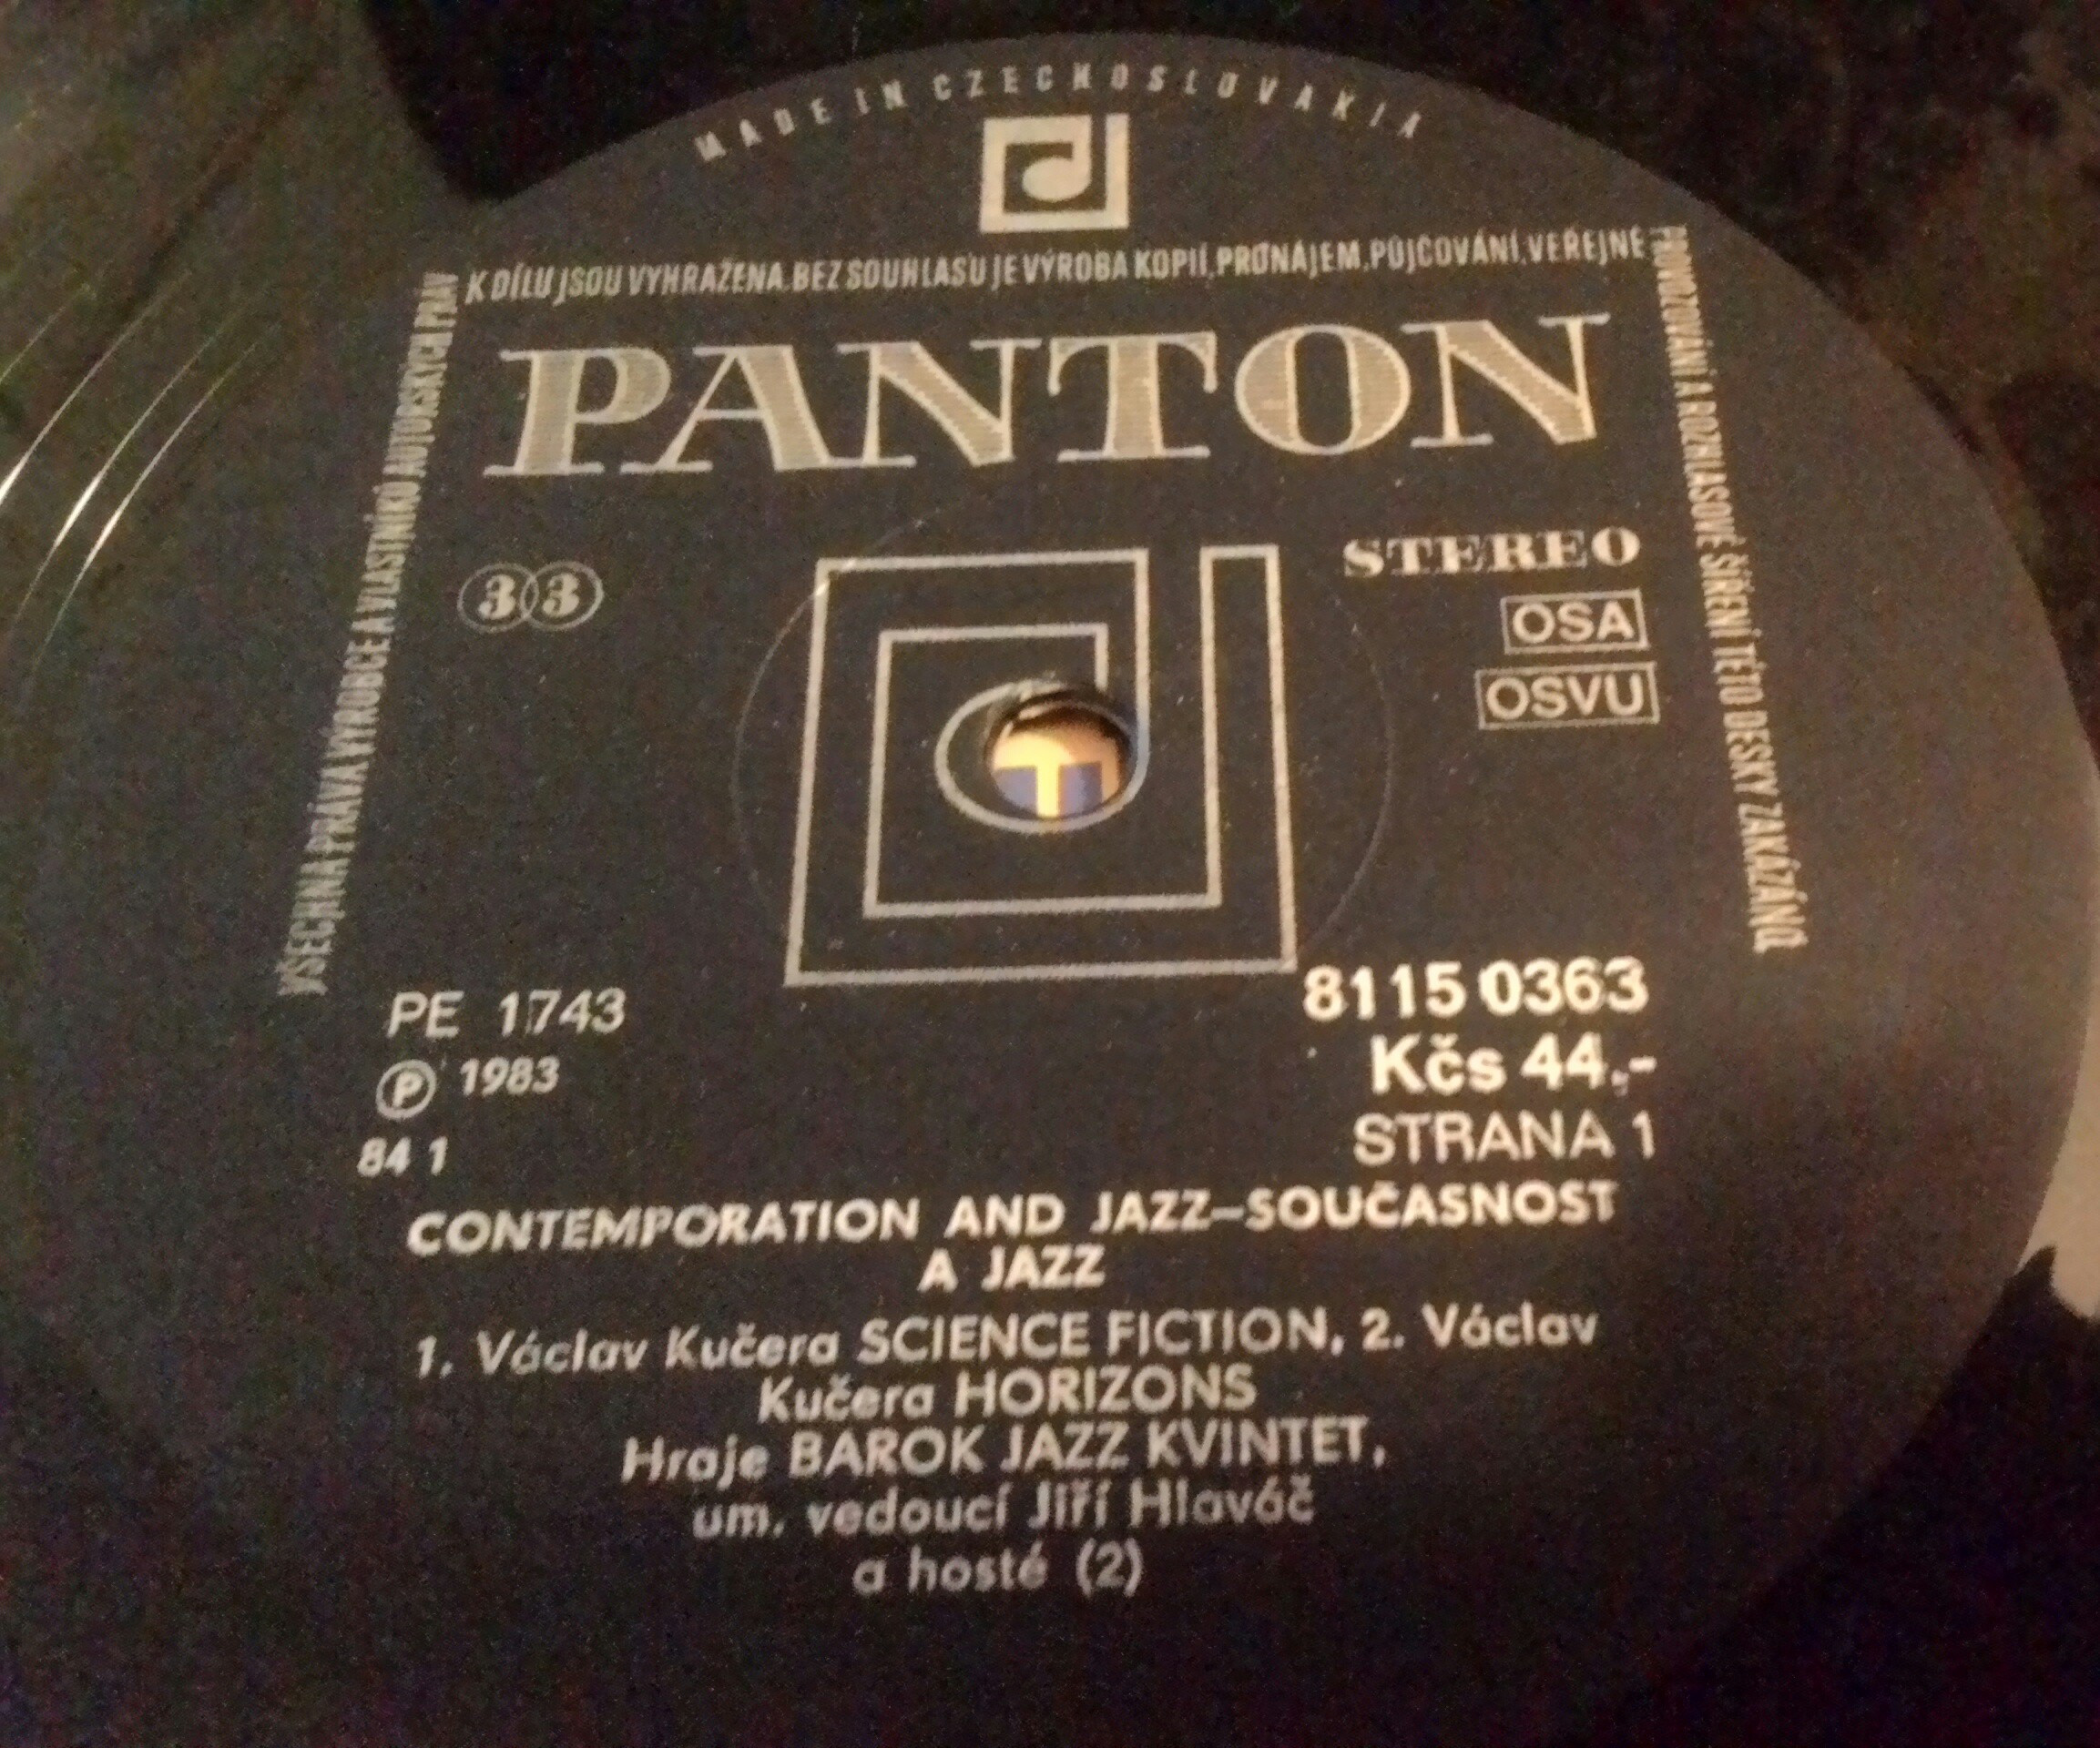 MADE IN CZECHOSLOVAKIA
VŠECHNA PRÁVA VÝROBCE A VLASTNÍKŮ AUTORSKÝCH PRÁV
K DÍLU JSOU VYHRAŽENA. BEZ SOUHLASU JE VÝROBA KOPIÍ, PRONÁJEM, PŮJČOVÁNÍ, VEŘEJNÉ
PROVOZOVÁNÍ A ROZHLASOVÉ ŠÍŘENÍ TÉTO DESKY ZAKÁZÁNO
PANTON
33
STEREO
OSA
OSVU
PE 1743
8115 0363
Ⓟ 1983
Kčs 44,-
84 1
STRANA 1
CONTEMPORATION AND JAZZ–SOUČASNOST
A JAZZ
1. Václav Kučera SCIENCE FICTION, 2. Václav
Kučera HORIZONS
Hraje BAROK JAZZ KVINTET,
um. vedoucí Jiří Hlaváč
a hosté (2)